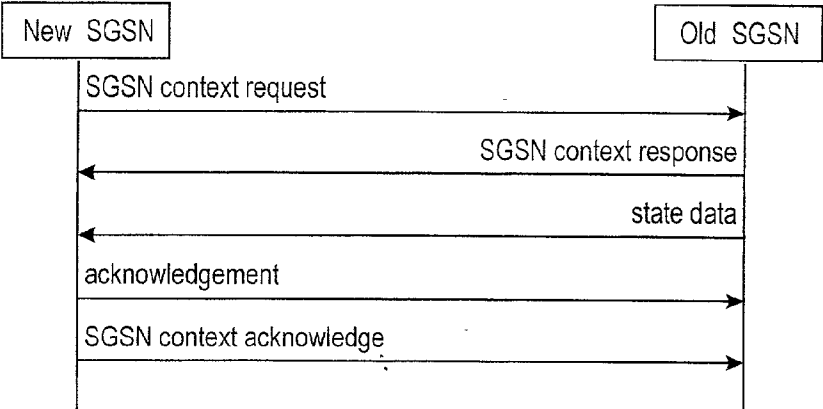 New SGSN
Old SGSN
SGSN context request
SGSN context response
state data
acknowledgement
SGSN context acknowledge